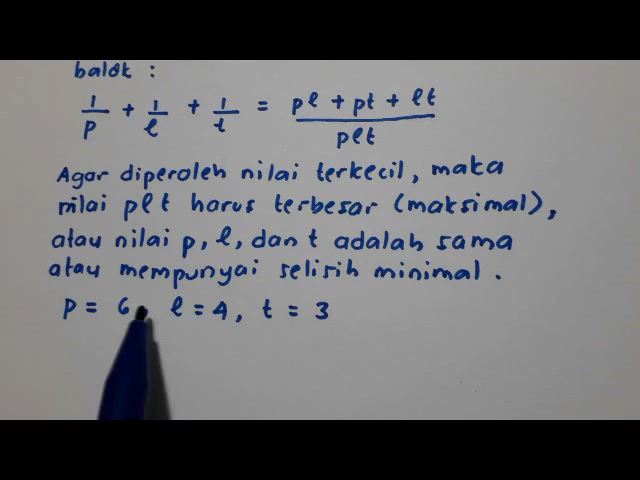 balok :
1/p + 1/l + 1/t = pl + pt + lt / plt
Agar diperoleh nilai terkecil, maka
nilai plt harus terbesar (maksimal),
atau nilai p, l, dan t adalah sama
atau mempunyai selisih minimal.
p = 6 l = 4, t = 3